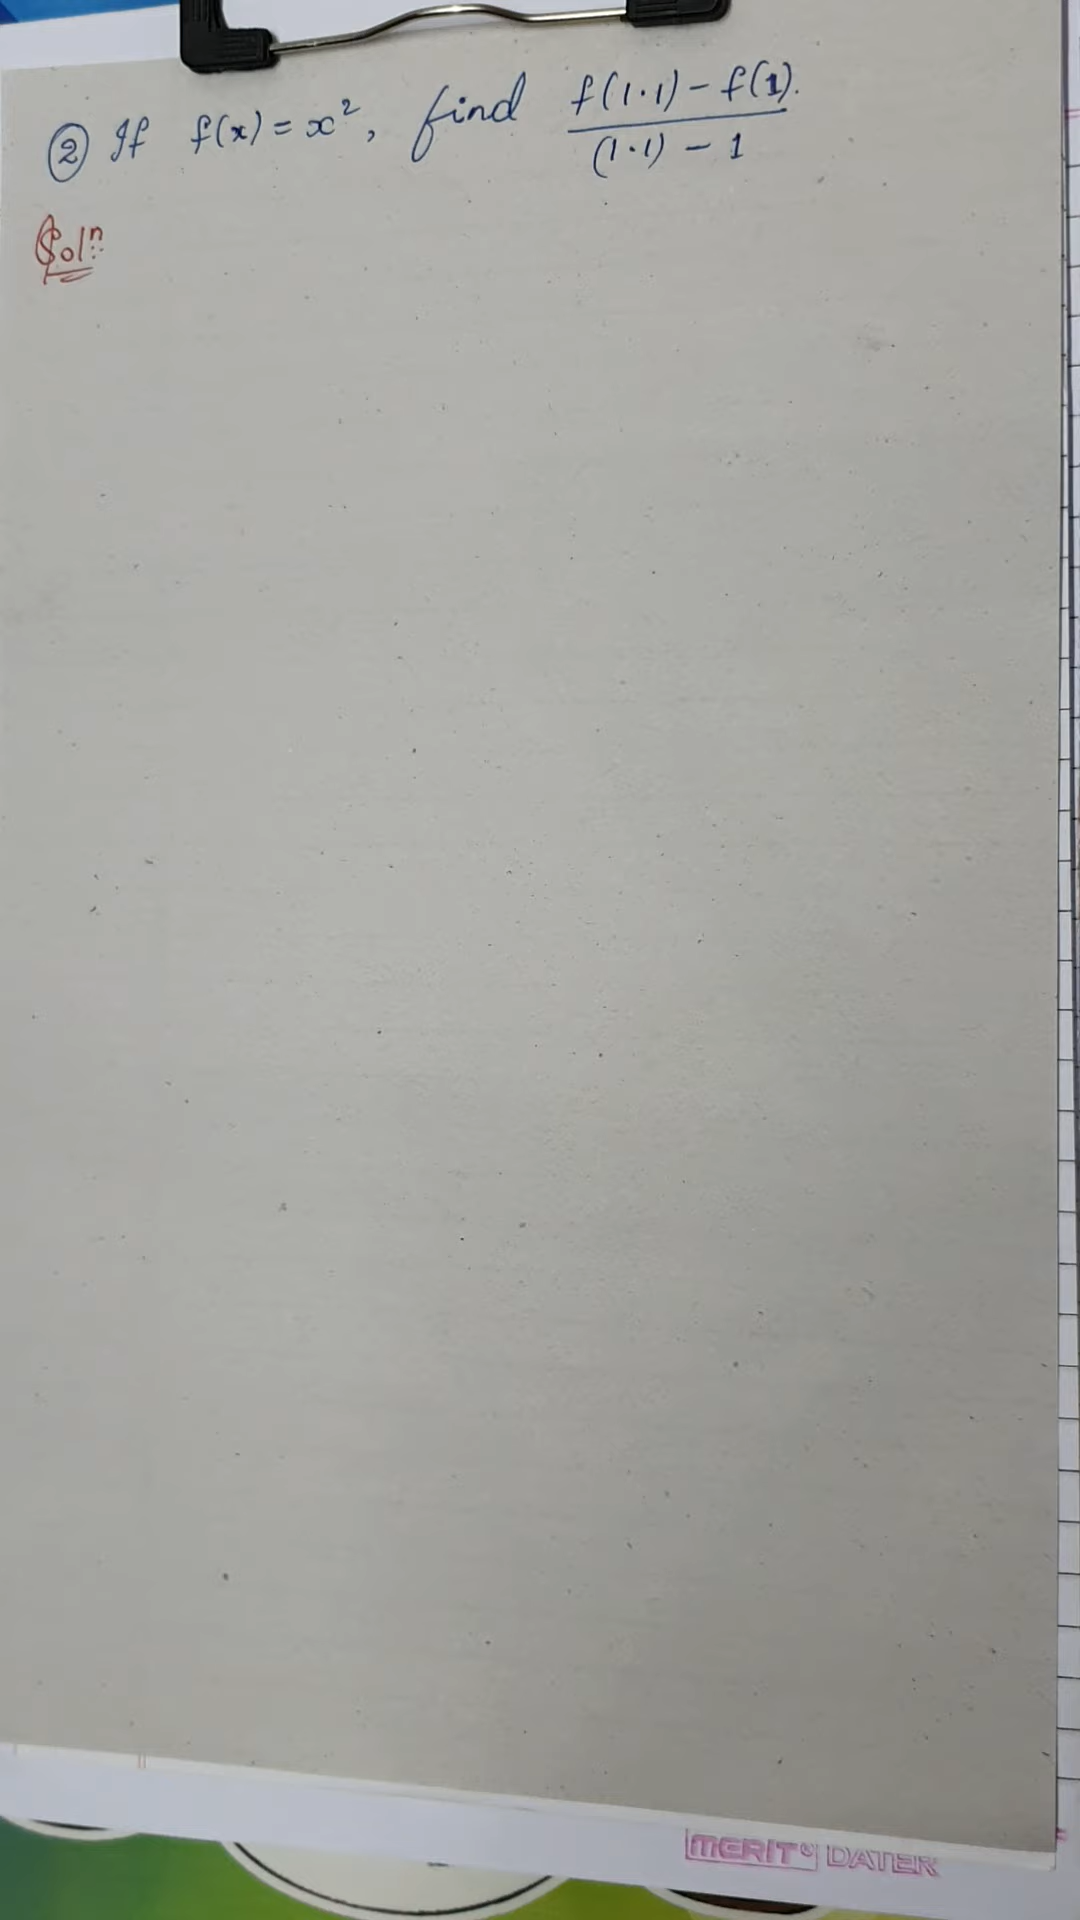 ② If f(x) = x², find f(1·1) - f(1). / (1·1) - 1
Solⁿ:
MERIT DATER